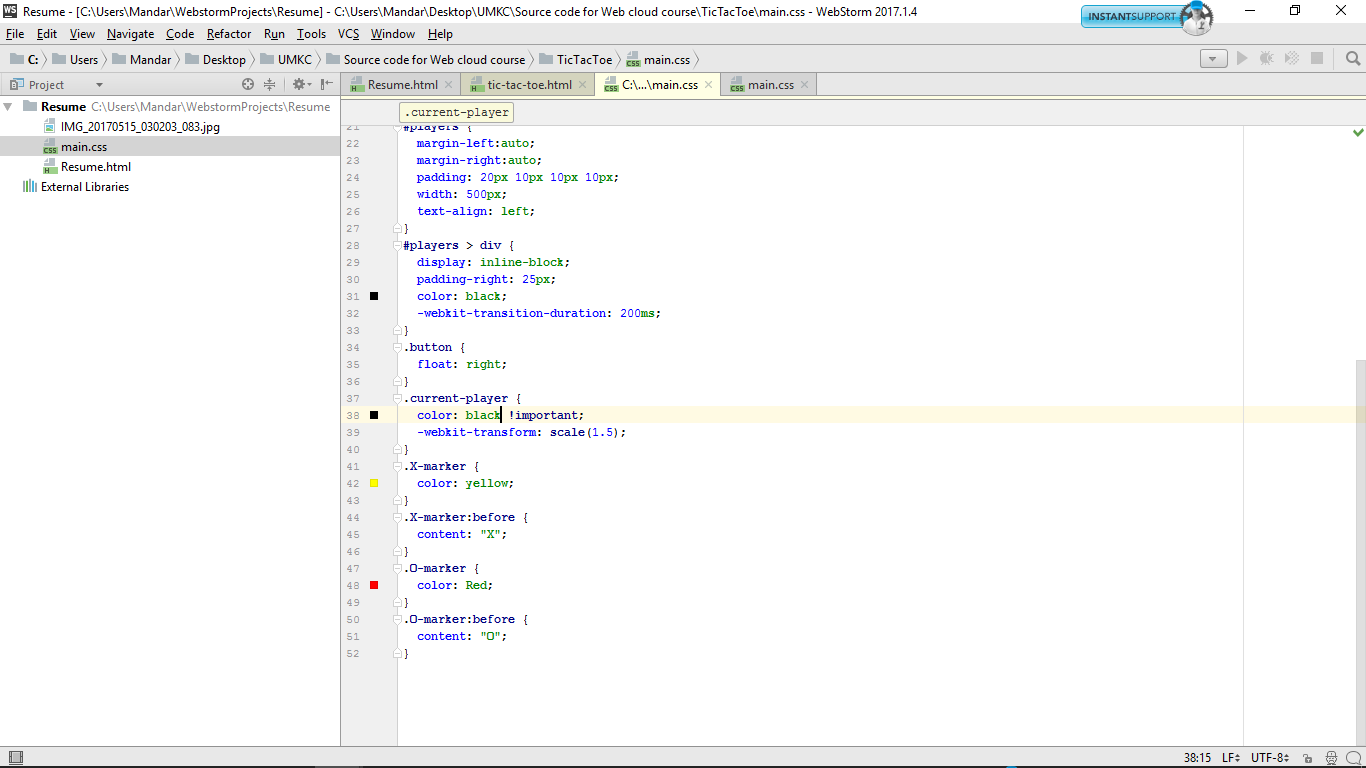 WS Resume - [C:\Users\Mandar\WebstormProjects\Resume] - C:\Users\Mandar\Desktop\UMKC\Source code for Web cloud course\TicTacToe\main.css - WebStorm 2017.1.4
INSTANTSUPPORT
File Edit View Navigate Code Refactor Run Tools VCS Window Help
C: Users Mandar Desktop UMKC Source code for Web cloud course TicTacToe main.css
Project
Resume.html tic-tac-toe.html C:\...\main.css main.css
Resume C:\Users\Mandar\WebstormProjects\Resume
IMG_20170515_030203_083.jpg
main.css
Resume.html
External Libraries
.current-player
21 #players {
22 margin-left:auto;
23 margin-right:auto;
24 padding: 20px 10px 10px 10px;
25 width: 500px;
26 text-align: left;
27 }
28 #players > div {
29 display: inline-block;
30 padding-right: 25px;
31 color: black;
32 -webkit-transition-duration: 200ms;
33 }
34 .button {
35 float: right;
36 }
37 .current-player {
38 color: black !important;
39 -webkit-transform: scale(1.5);
40 }
41 .X-marker {
42 color: yellow;
43 }
44 .X-marker:before {
45 content: "X";
46 }
47 .O-marker {
48 color: Red;
49 }
50 .O-marker:before {
51 content: "O";
52 }
38:15 LF UTF-8